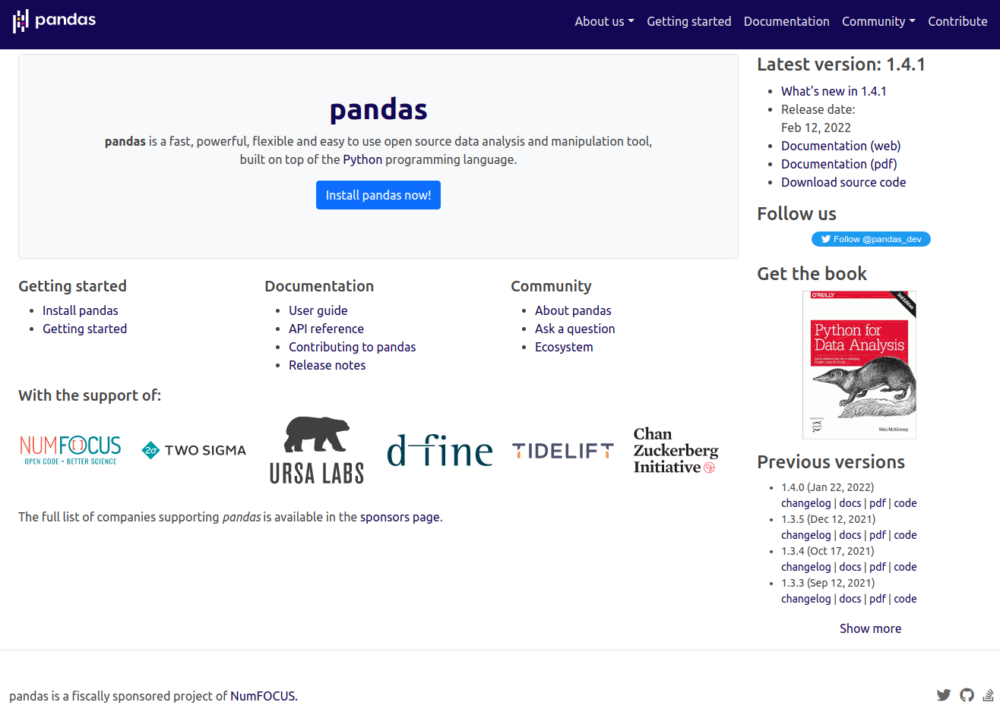 pandas
About us
Getting started
Documentation
Community
Contribute
pandas
pandas is a fast, powerful, flexible and easy to use open source data analysis and manipulation tool,
built on top of the Python programming language.
Install pandas now!
Getting started
Install pandas
Getting started
Documentation
User guide
API reference
Contributing to pandas
Release notes
Community
About pandas
Ask a question
Ecosystem
With the support of:
NUMFOCUS
OPEN CODE = BETTER SCIENCE
2σ TWO SIGMA
URSA LABS
d-fine
TIDELIFT
Chan
Zuckerberg
Initiative
The full list of companies supporting pandas is available in the sponsors page.
Latest version: 1.4.1
What's new in 1.4.1
Release date:
Feb 12, 2022
Documentation (web)
Documentation (pdf)
Download source code
Follow us
Follow @pandas_dev
Get the book
O'REILLY
2nd Edition
Python for
Data Analysis
DATA WRANGLING WITH PANDAS,
NUMPY, AND IPYTHON
Wes McKinney
Previous versions
1.4.0 (Jan 22, 2022)
changelog | docs | pdf | code
1.3.5 (Dec 12, 2021)
changelog | docs | pdf | code
1.3.4 (Oct 17, 2021)
changelog | docs | pdf | code
1.3.3 (Sep 12, 2021)
changelog | docs | pdf | code
Show more
pandas is a fiscally sponsored project of NumFOCUS.